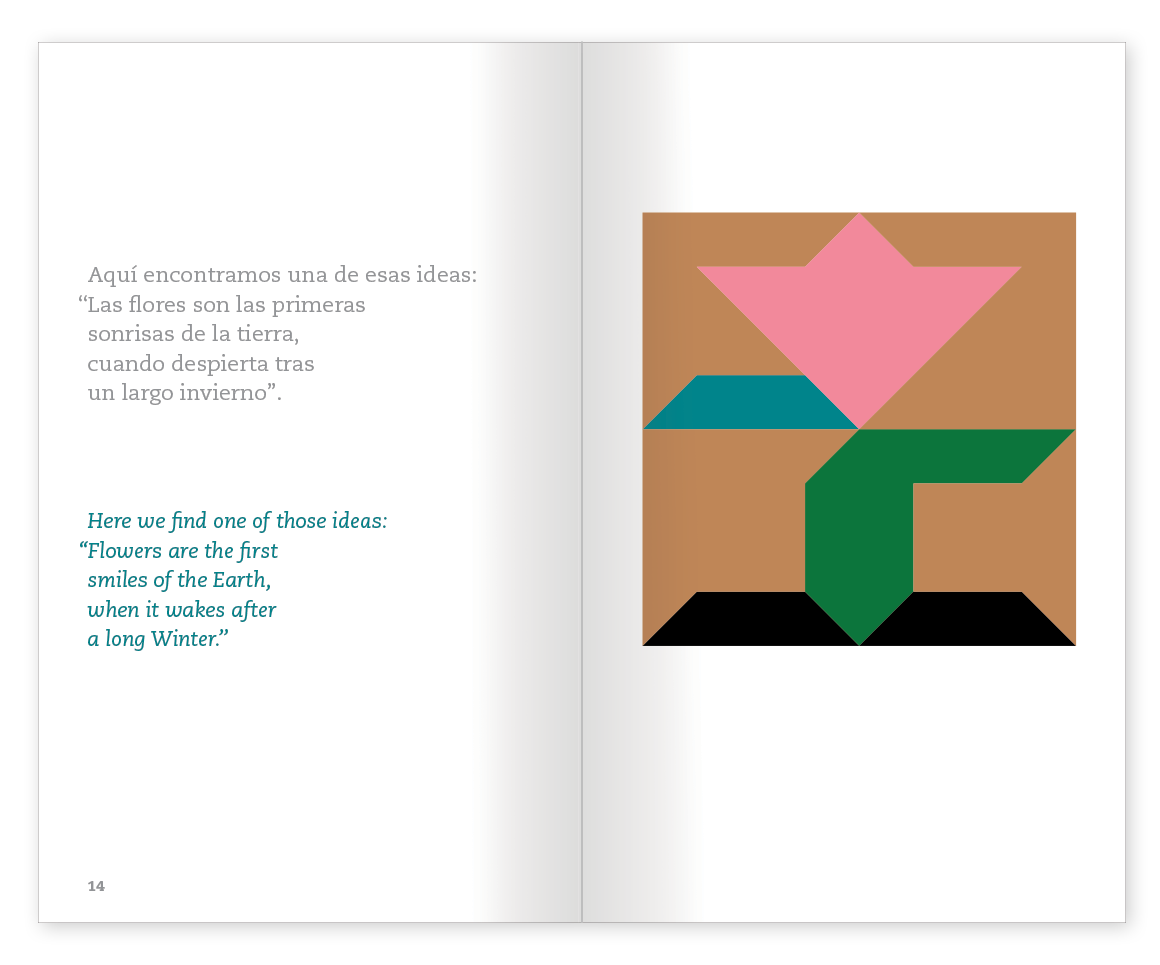 Aquí encontramos una de esas ideas:
“Las flores son las primeras
sonrisas de la tierra,
cuando despierta tras
un largo invierno”.
Here we find one of those ideas:
“Flowers are the first
smiles of the Earth,
when it wakes after
a long Winter.”
14